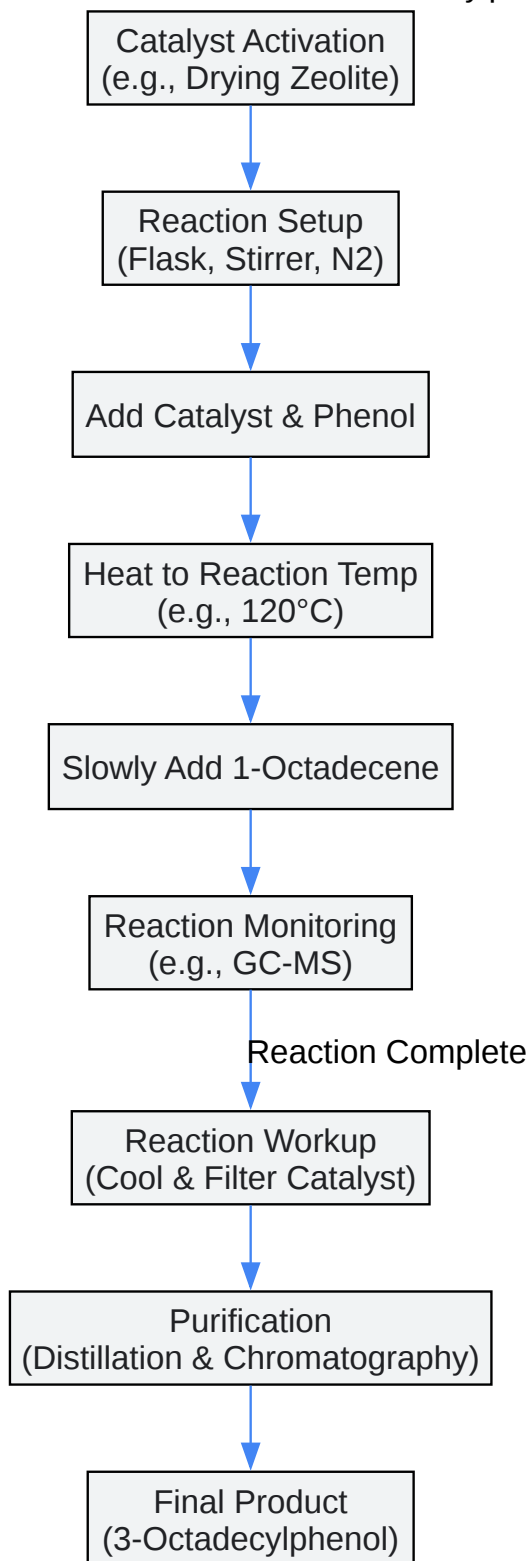 Catalyst Activation
(e.g., Drying Zeolite)
Reaction Setup
(Flask, Stirrer, N2)
Add Catalyst & Phenol
Heat to Reaction Temp
(e.g., 120°C)
Slowly Add 1-Octadecene
Reaction Monitoring
(e.g., GC-MS)
Reaction Complete
Reaction Workup
(Cool & Filter Catalyst)
Purification
(Distillation & Chromatography)
Final Product
(3-Octadecylphenol)